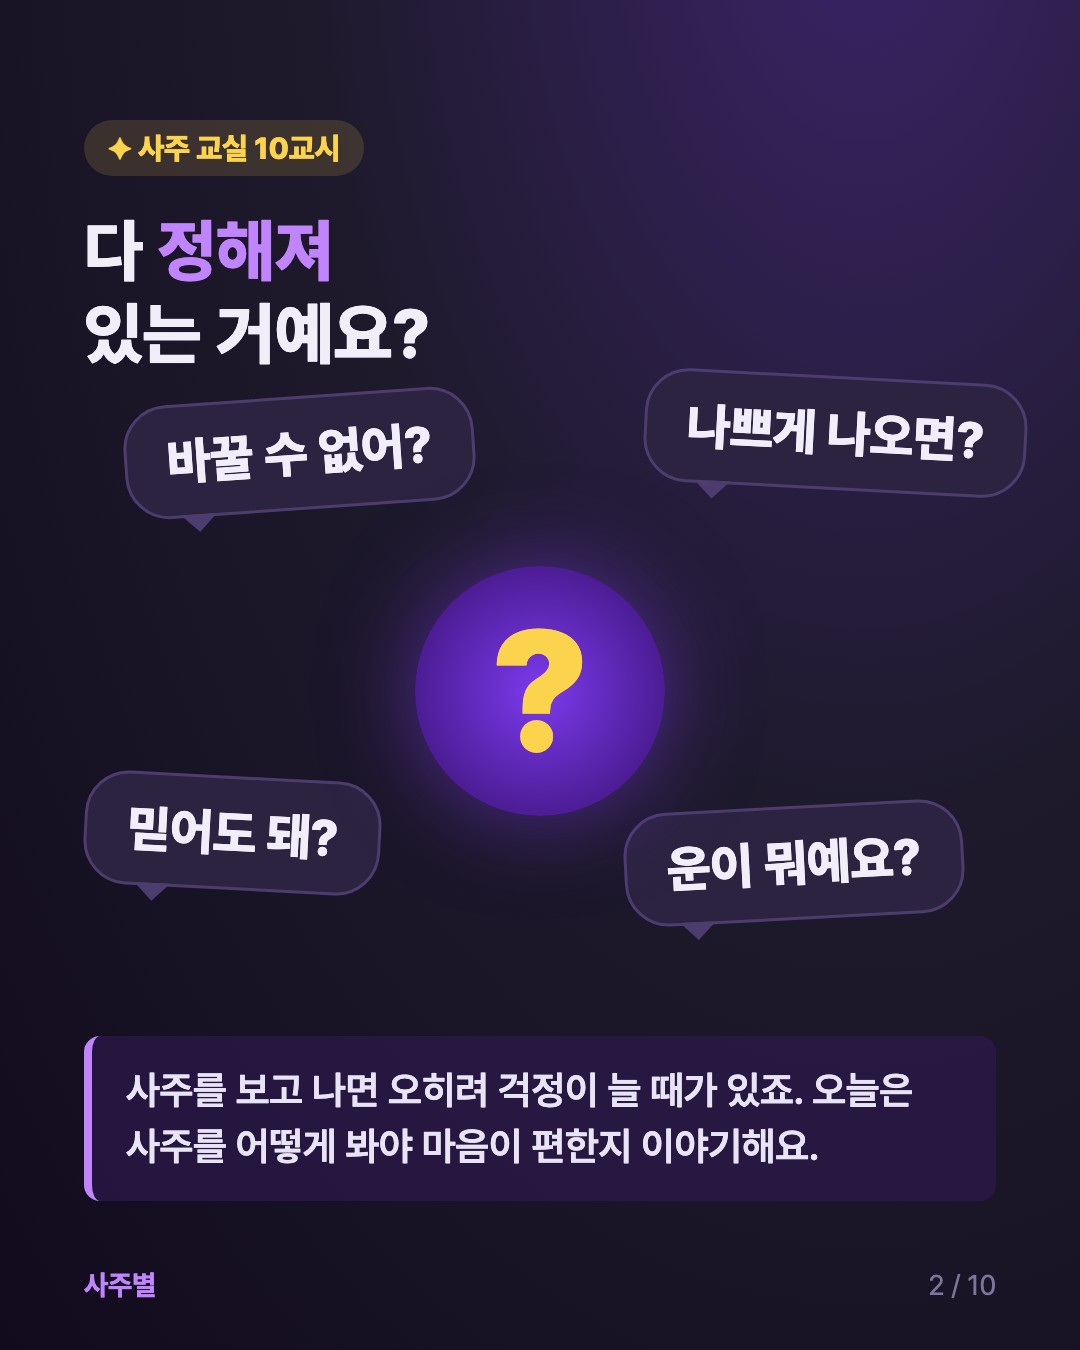 ✦ 사주 교실 10교시
다 정해져
있는 거예요?
바꿀 수 없어?
나쁘게 나오면?
?
믿어도 돼?
운이 뭐예요?
사주를 보고 나면 오히려 걱정이 늘 때가 있죠. 오늘은
사주를 어떻게 봐야 마음이 편한지 이야기해요.
사주별
2 / 10